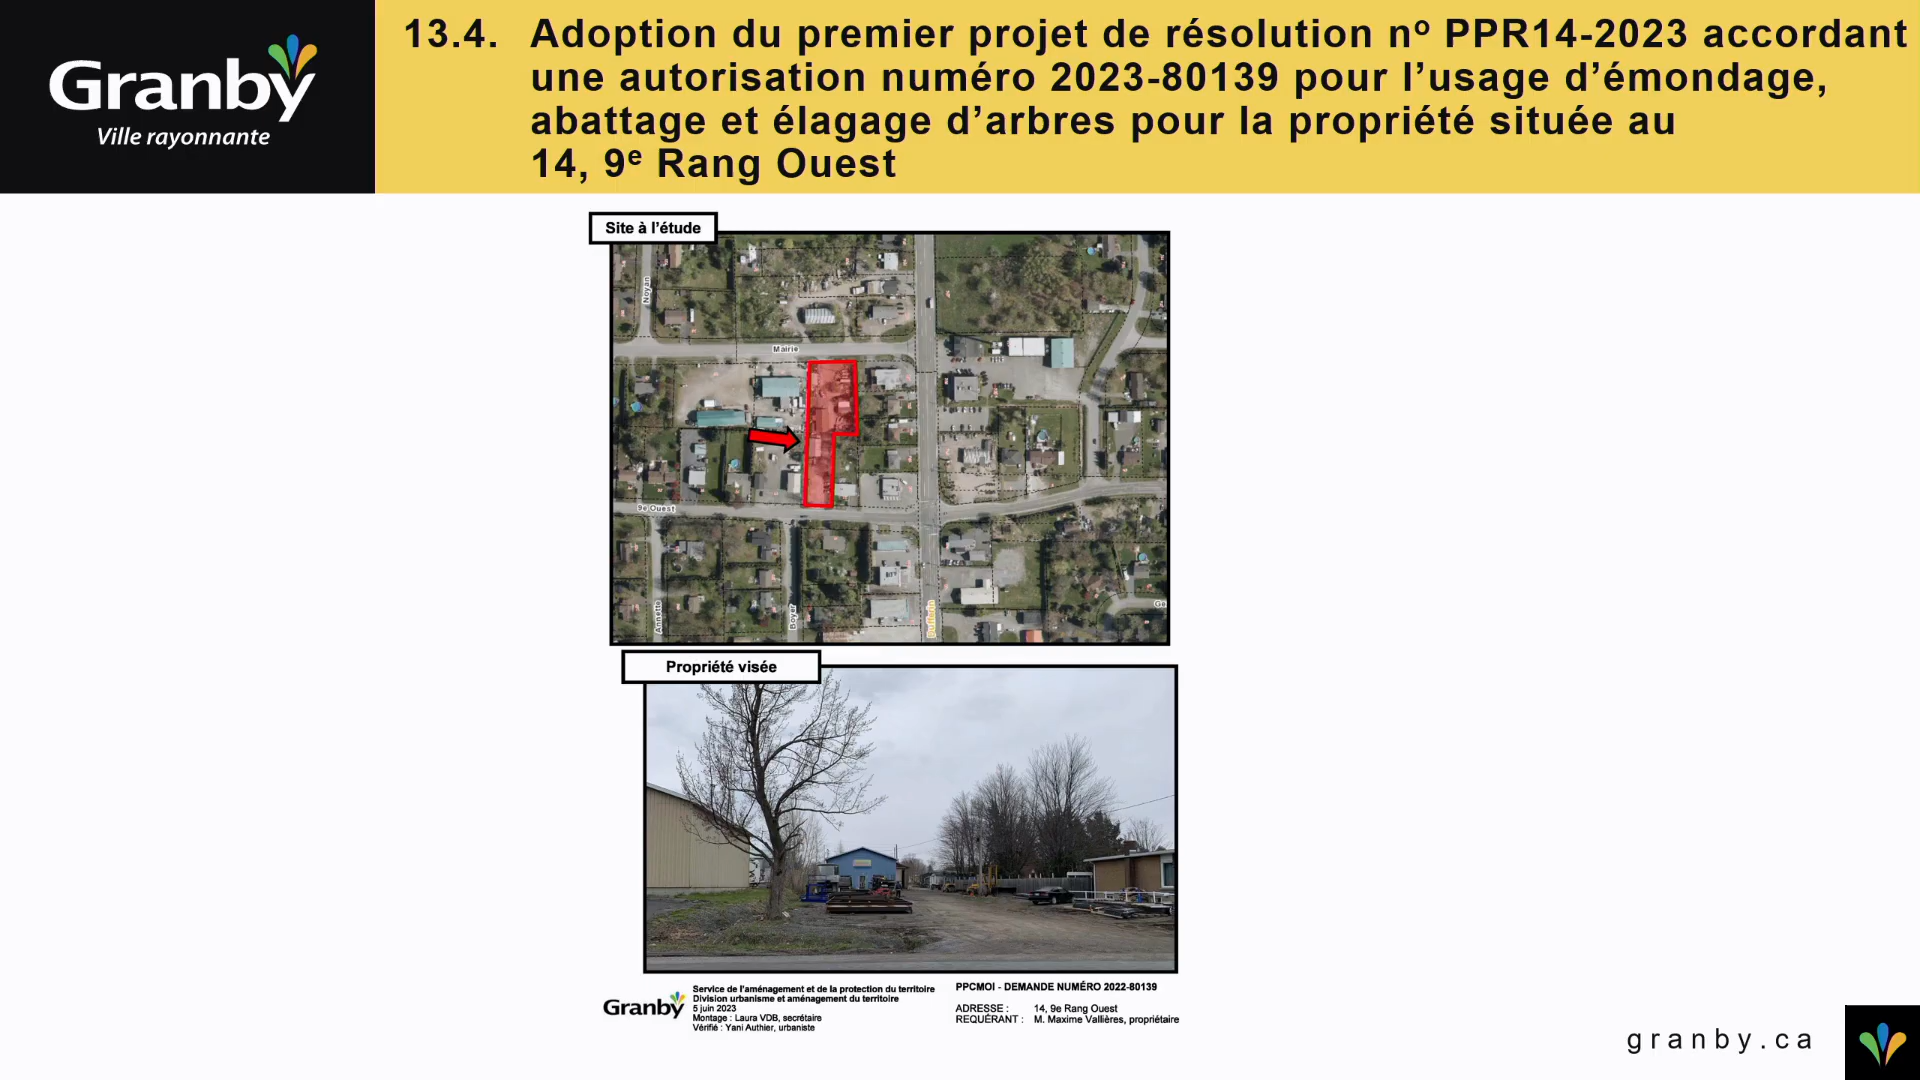 Granby
Ville rayonnante
13.4. Adoption du premier projet de résolution nº PPR14-2023 accordant
une autorisation numéro 2023-80139 pour l’usage d’émondage,
abattage et élagage d’arbres pour la propriété située au
14, 9e Rang Ouest
Site à l’étude
Noyan
Mairie
9e Ouest
Annette
Boyer
Dufferin
Ge
Propriété visée
Granby
Service de l’aménagement et de la protection du territoire
Division urbanisme et aménagement du territoire
5 juin 2023
Montage : Laura VDB, secrétaire
Vérifié : Yani Authier, urbaniste
PPCMOI - DEMANDE NUMÉRO 2022-80139
ADRESSE : 14, 9e Rang Ouest
REQUÉRANT : M. Maxime Vallières, propriétaire
granby.ca